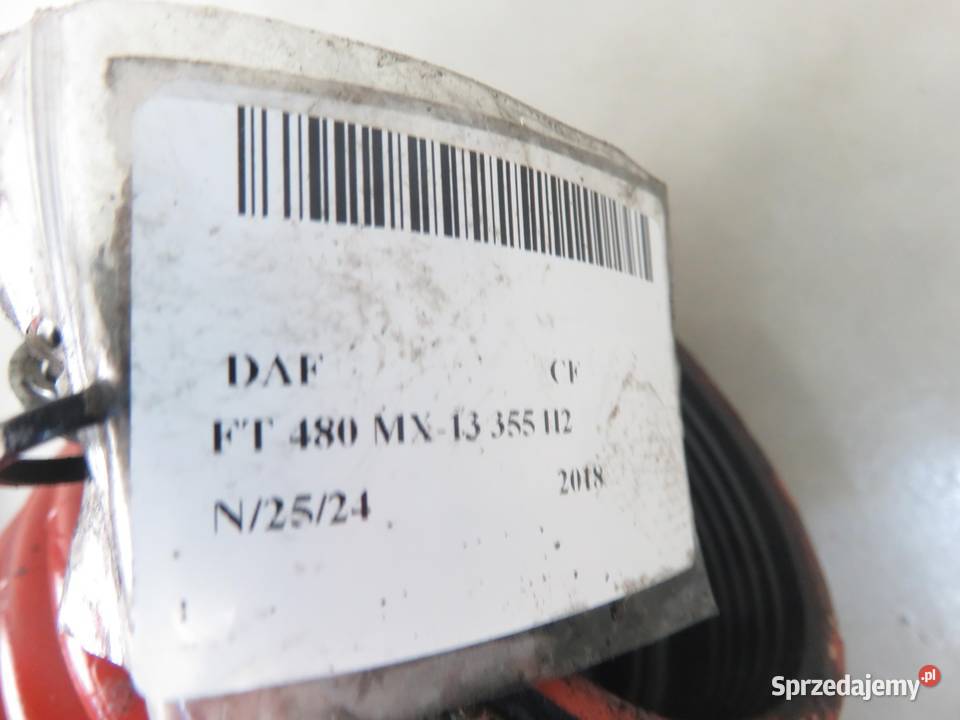 DAF CF
FT 480 MX-13 355 H2
N/25/24 2018
Sprzedajemy.pl